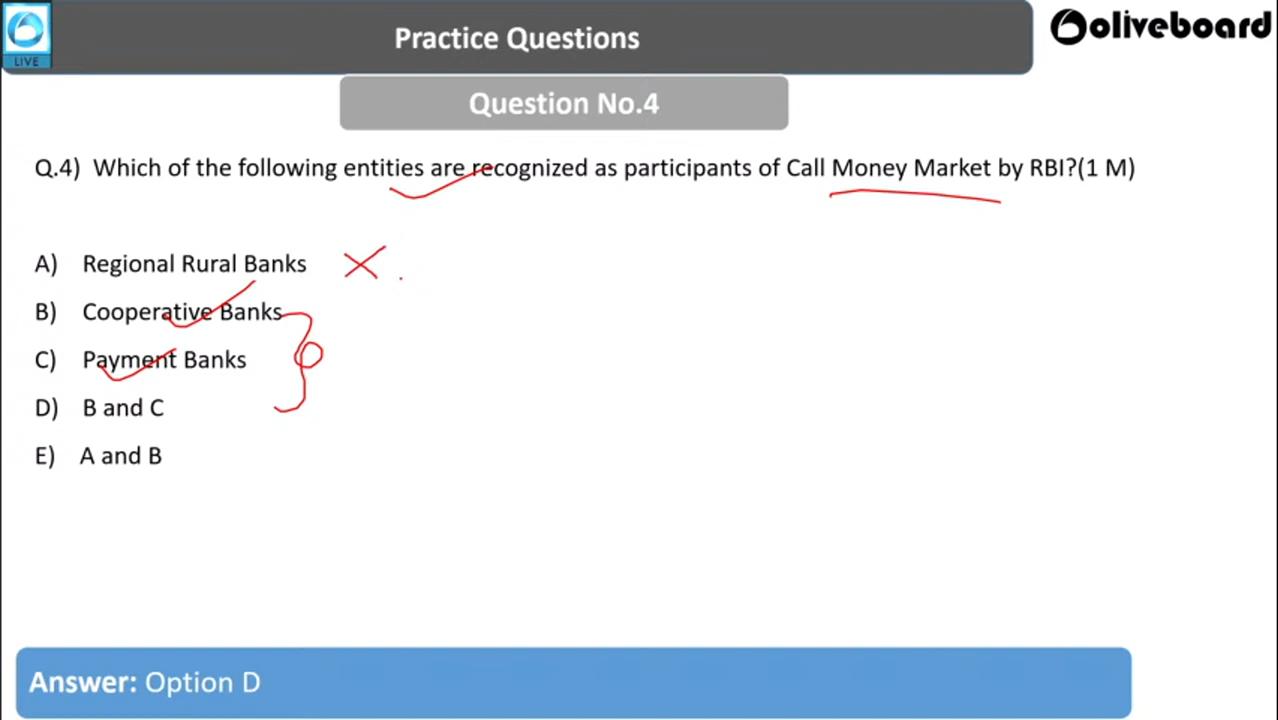 LIVE
Practice Questions
oliveboard
Question No.4
Q.4) Which of the following entities are recognized as participants of Call Money Market by RBI?(1 M)
A) Regional Rural Banks
B) Cooperative Banks
C) Payment Banks
D) B and C
E) A and B
Answer: Option D